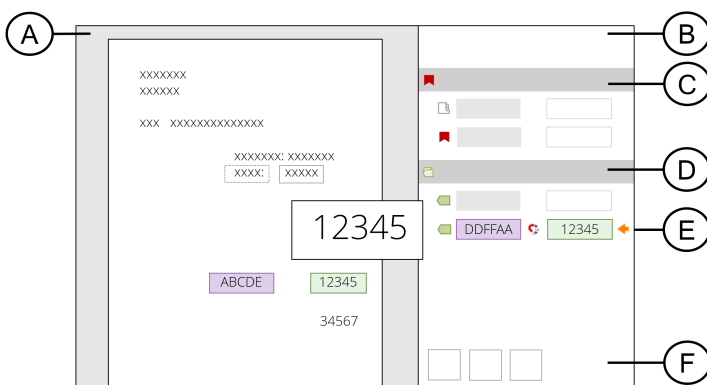 A
B
XXXXXXX
C
XXXXXX
XXX XXXXXXXXXXXXXX
XXXXXXX: XXXXXXX
XXXX: XXXXX
D
12345
DDFFAA 12345
E
ABCDE 12345
34567
F